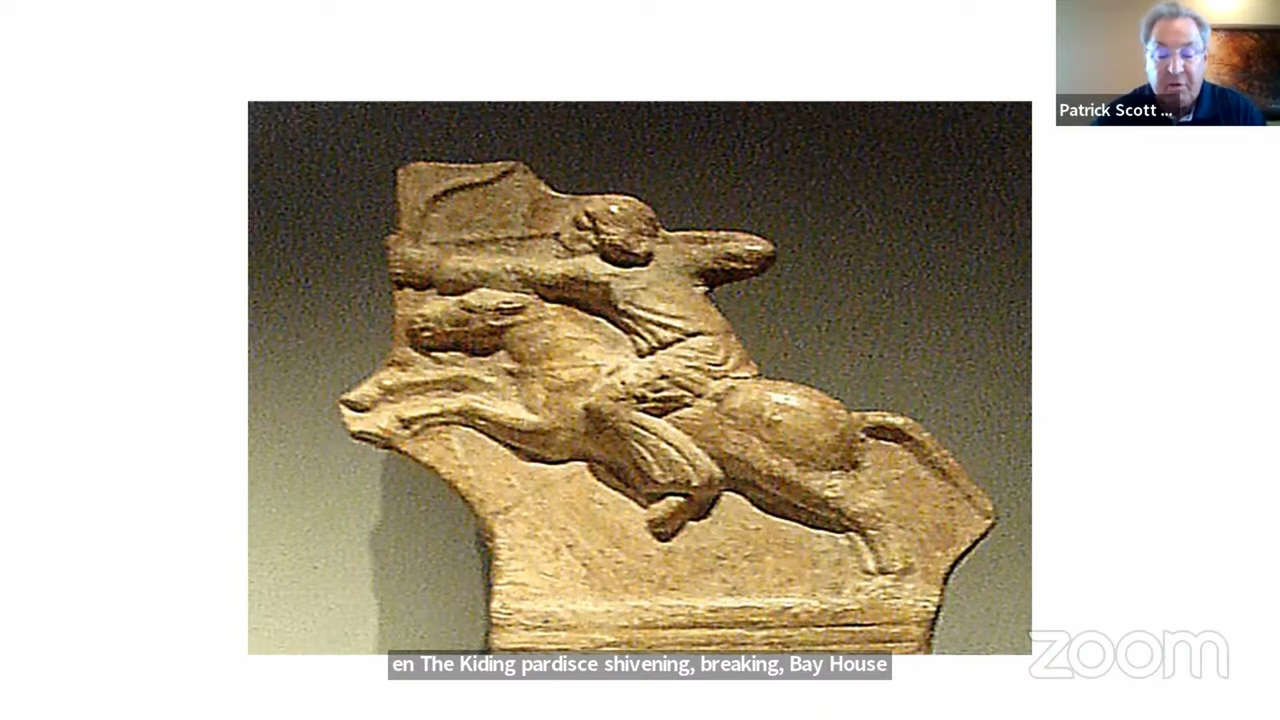 Patrick Scott ...
en The Kiding pardisce shivening, breaking, Bay House
zoom